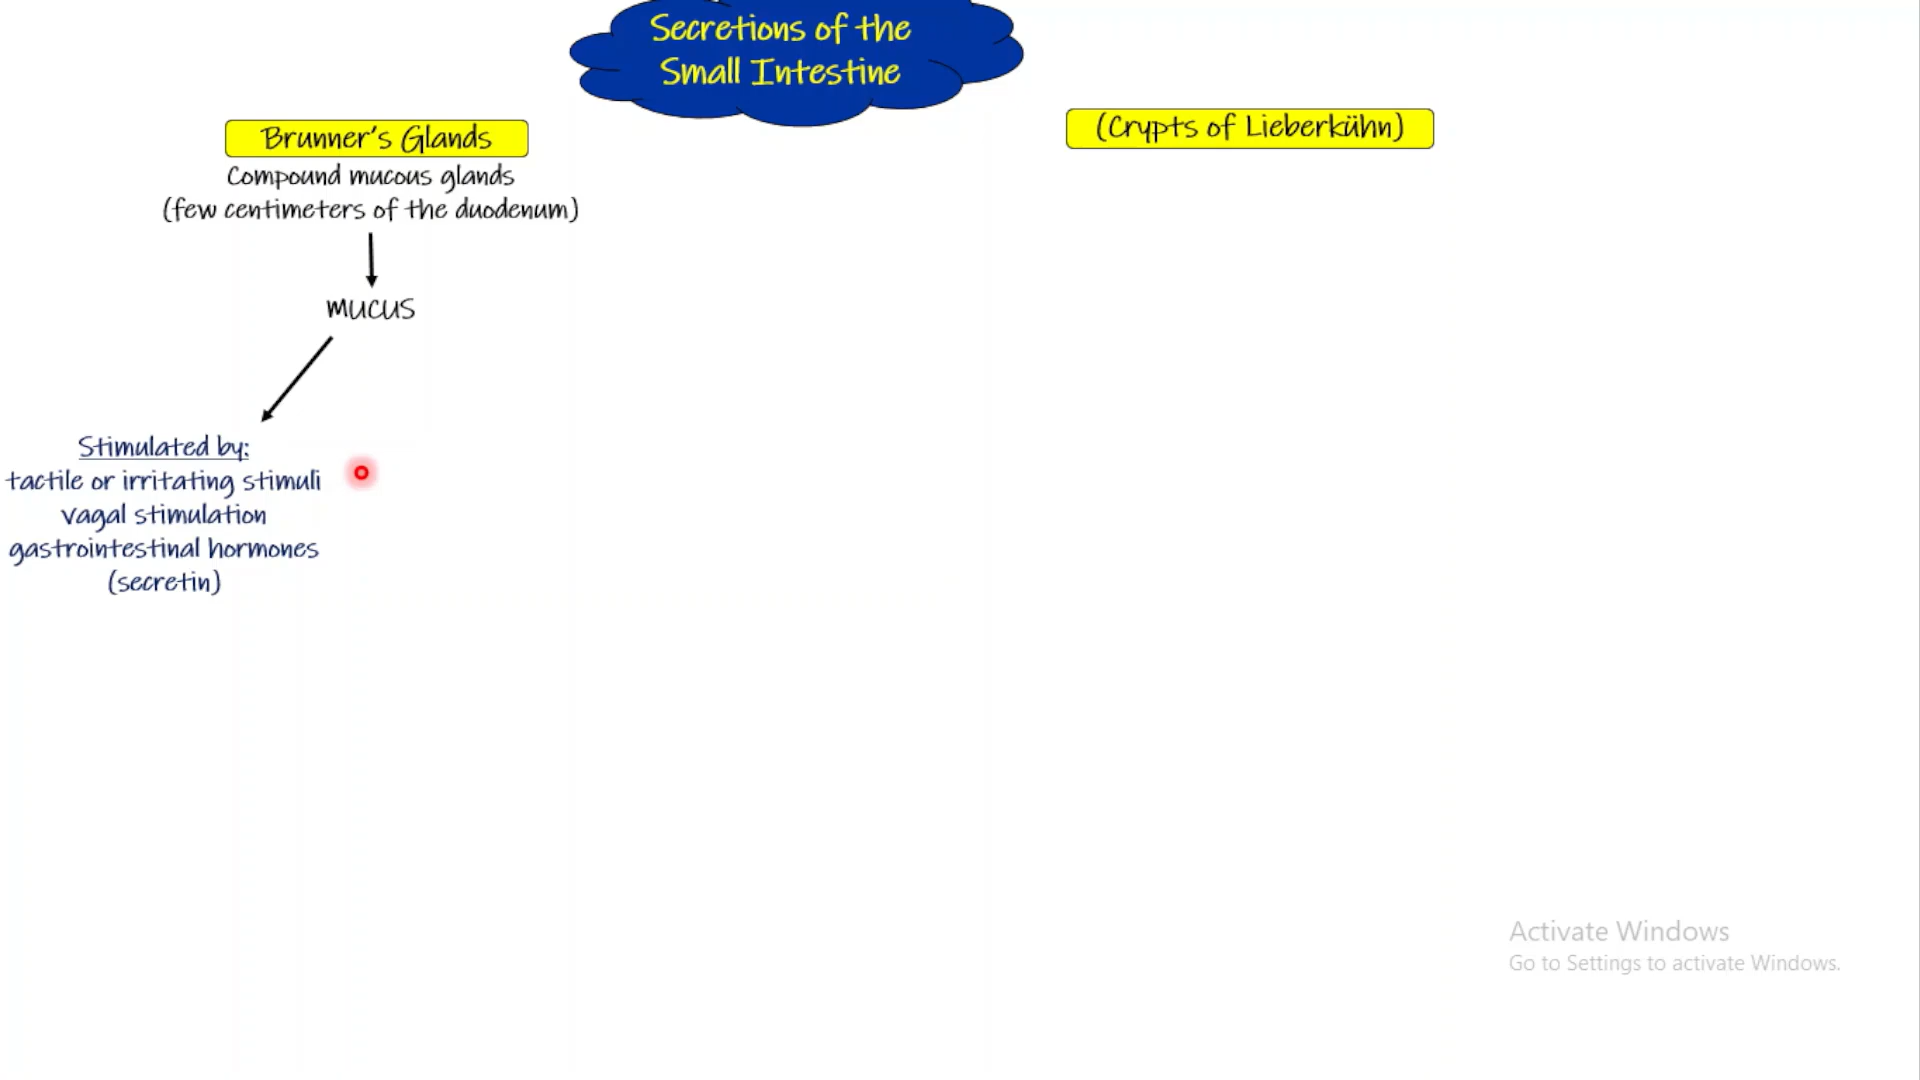 Secretions of the
Small Intestine
Brunner's Glands
Compound mucous glands
(few centimeters of the duodenum)
mucus
Stimulated by:
tactile or irritating stimuli
vagal stimulation
gastrointestinal hormones
(secretin)
(Crypts of Lieberkühn)
Activate Windows
Go to Settings to activate Windows.